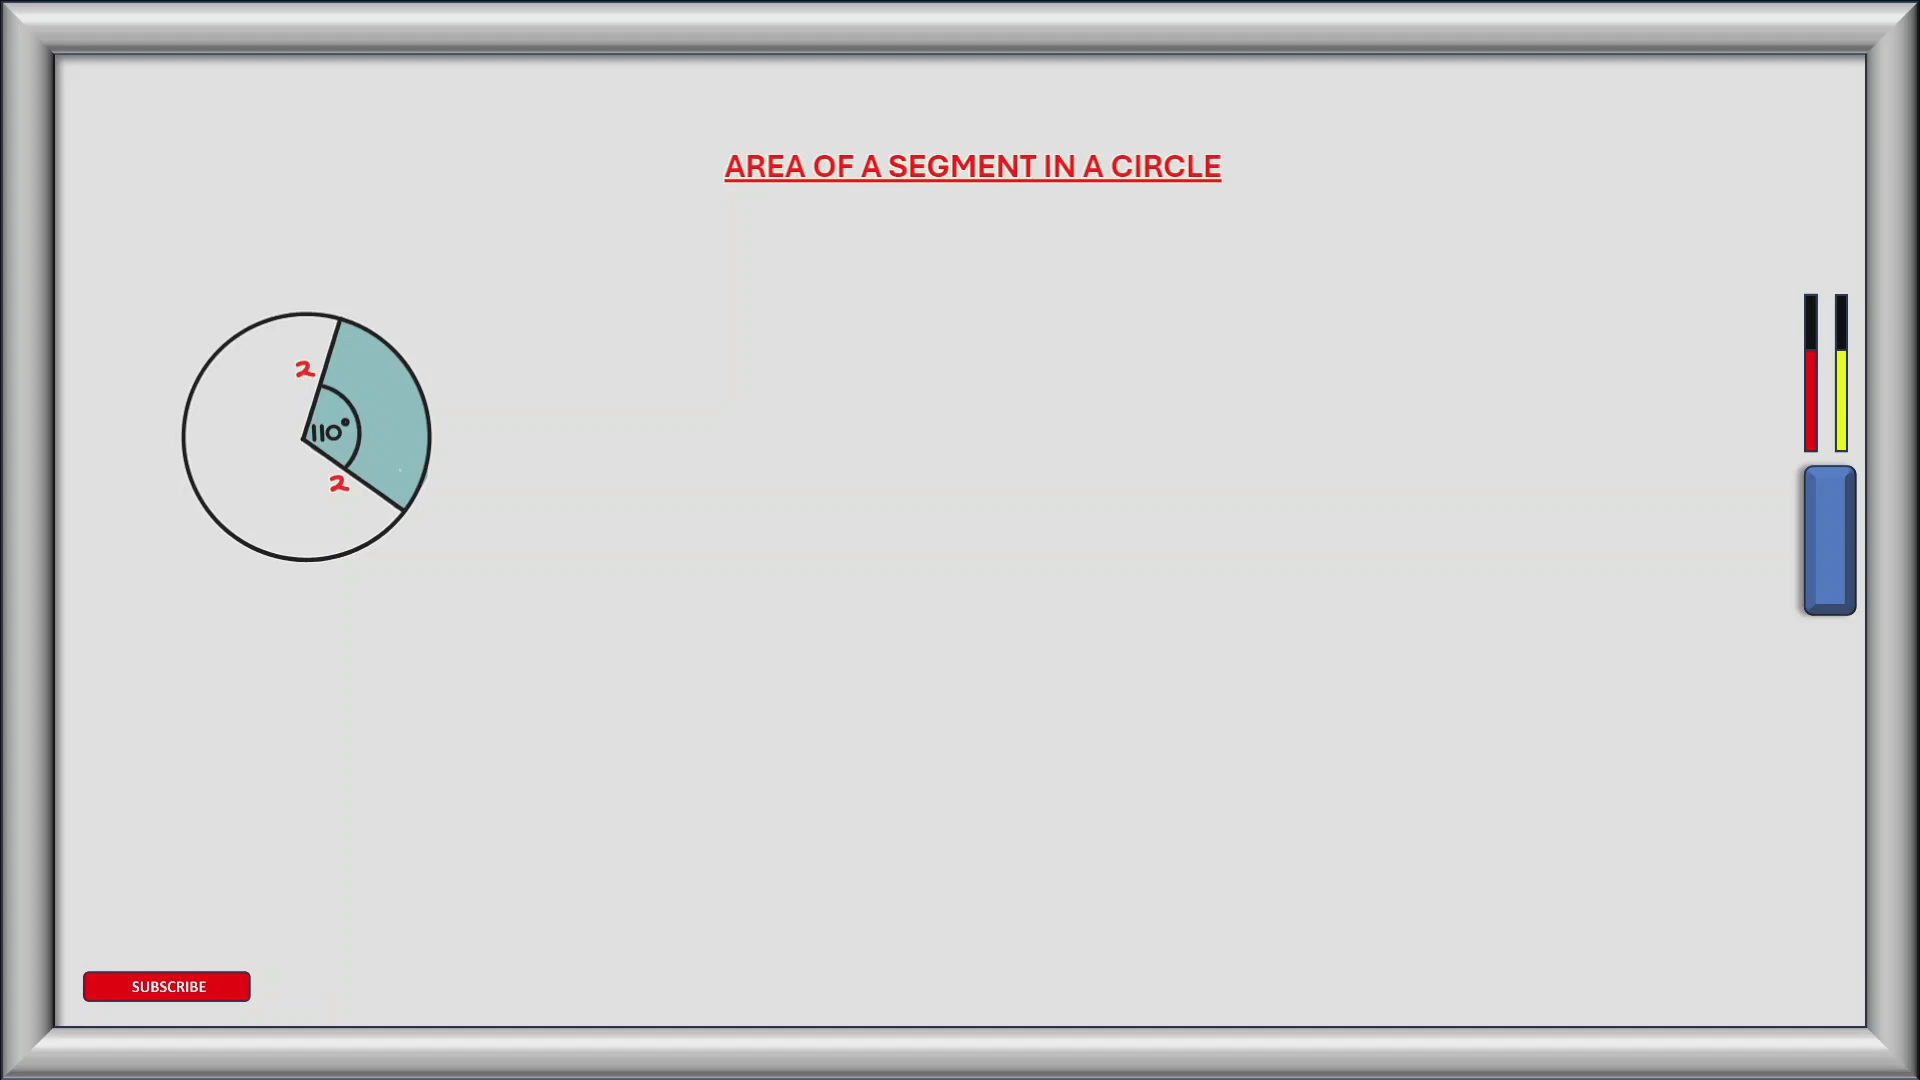 AREA OF A SEGMENT IN A CIRCLE
2
110°
2
SUBSCRIBE